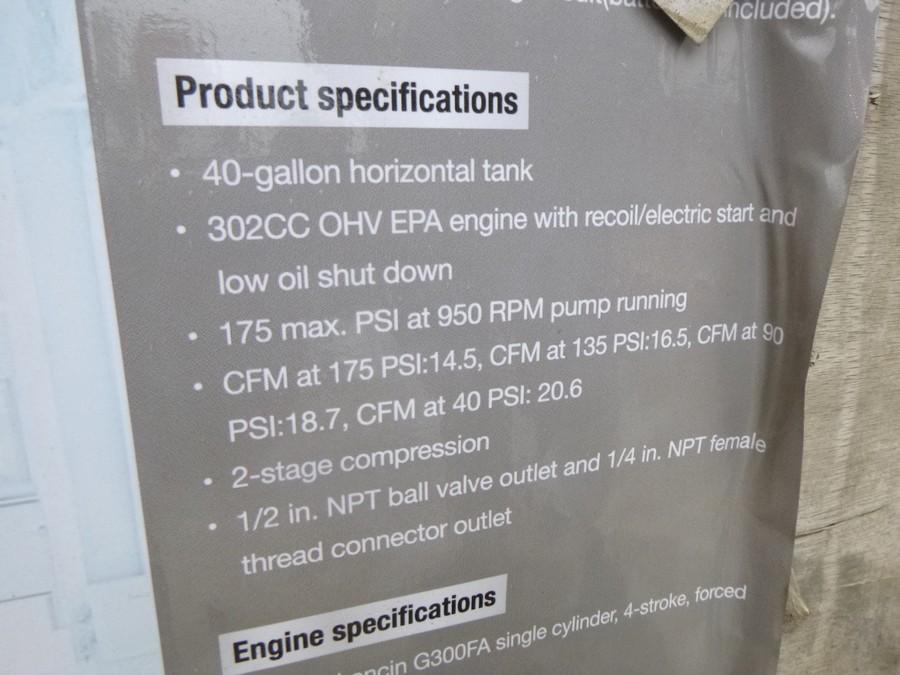 included).
Product specifications
• 40-gallon horizontal tank
• 302CC OHV EPA engine with recoil/electric start and
low oil shut down
• 175 max. PSI at 950 RPM pump running
• CFM at 175 PSI:14.5, CFM at 135 PSI:16.5, CFM at 90
PSI:18.7, CFM at 40 PSI: 20.6
• 2-stage compression
• 1/2 in. NPT ball valve outlet and 1/4 in. NPT female
thread connector outlet
Engine specifications
G300FA single cylinder, 4-stroke, forced